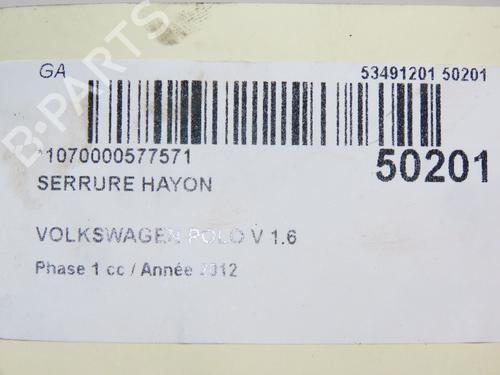 GA
53491201 50201
*1070000577571
50201
SERRURE HAYON
VOLKSWAGEN POLO V 1.6
Phase 1 cc / Année 2012
B-PARTS